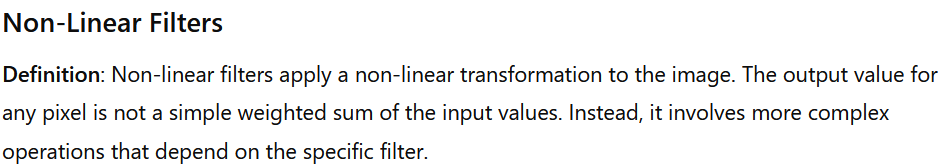 Non-Linear Filters
Definition: Non-linear filters apply a non-linear transformation to the image. The output value for
any pixel is not a simple weighted sum of the input values. Instead, it involves more complex
operations that depend on the specific filter.